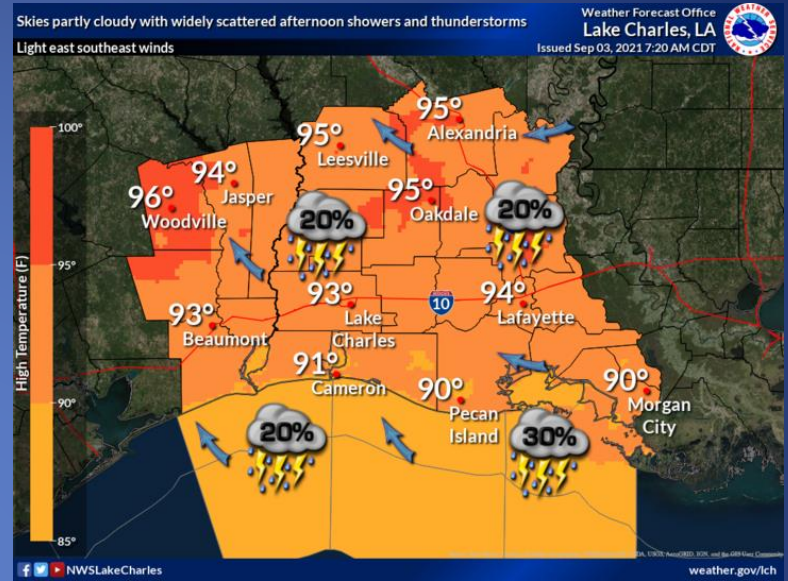 Skies partly cloudy with widely scattered afternoon showers and thunderstorms
Light east southeast winds
Weather Forecast Office
Lake Charles, LA
Issued Sep 03, 2021 7:20 AM CDT
High Temperature (F)
100°
95°
90°
85°
95°
Alexandria
95°
Leesville
94°
Jasper
96°
Woodville
95°
Oakdale
20%
20%
93°
Lake
Charles
10
94°
Lafayette
93°
Beaumont
91°
Cameron
90°
Pecan
Island
90°
Morgan
City
20%
30%
NWSLakeCharles
weather.gov/lch